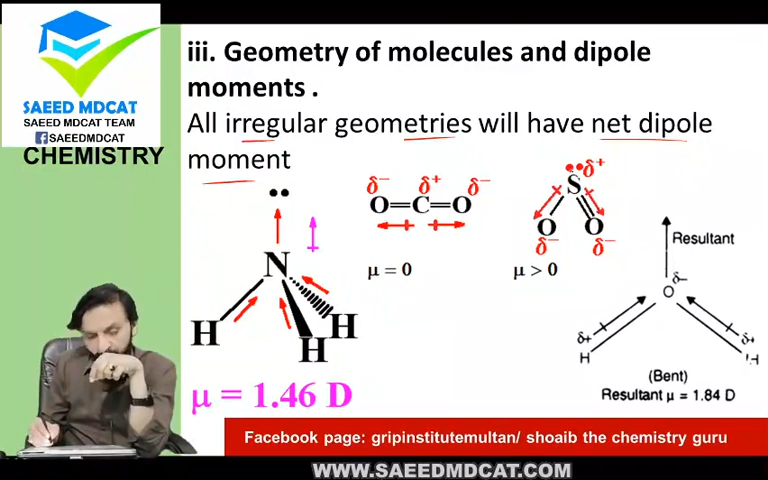 SAEED MDCAT
SAEED MDCAT TEAM
SAEEDMDCAT
CHEMISTRY
iii. Geometry of molecules and dipole
moments .
All irregular geometries will have net dipole
moment
N
H
H
H
μ = 1.46 D
δ- δ+ δ-
O=C=O
μ = 0
S δ+
O O
δ- δ-
μ > 0
Resultant
δ-
O
δ+ δ+
H H
(Bent)
Resultant μ = 1.84 D
Facebook page: gripinstitutemultan/ shoaib the chemistry guru
WWW.SAEEDMDCAT.COM